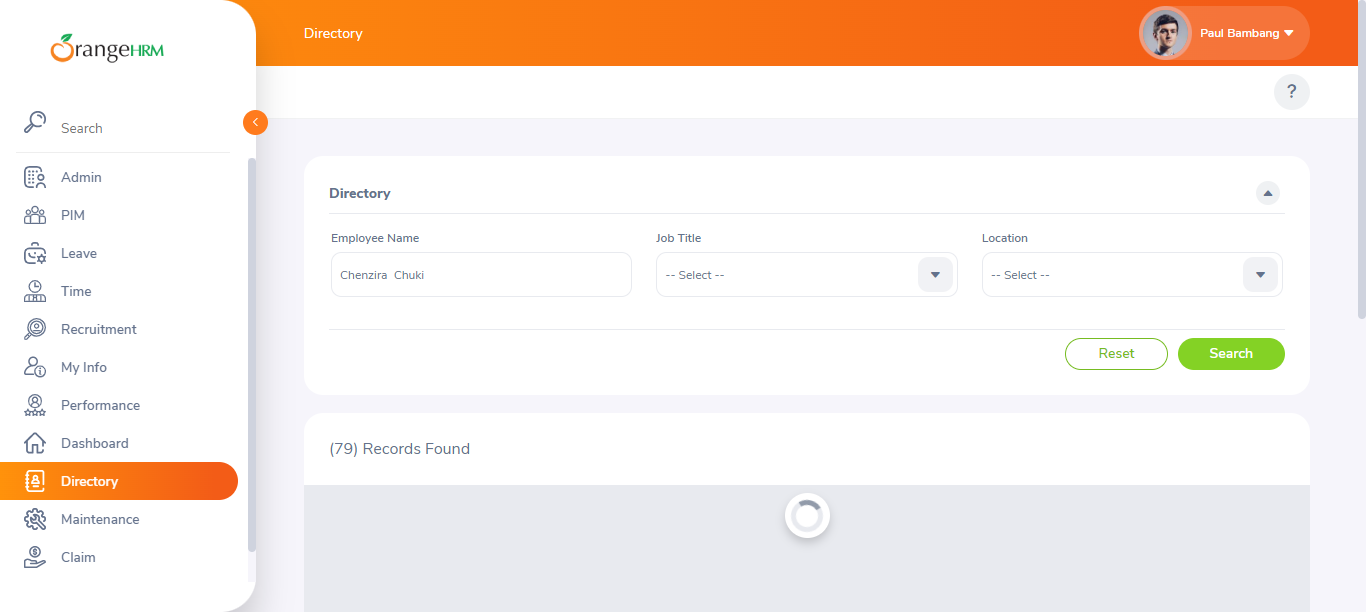 OrangeHRM
Directory
Paul Bambang
?
Search
Admin
PIM
Leave
Time
Recruitment
My Info
Performance
Dashboard
Directory
Maintenance
Claim
Directory
Employee Name
Job Title
Location
Chenzira  Chuki
-- Select --
-- Select --
Reset
Search
(79) Records Found